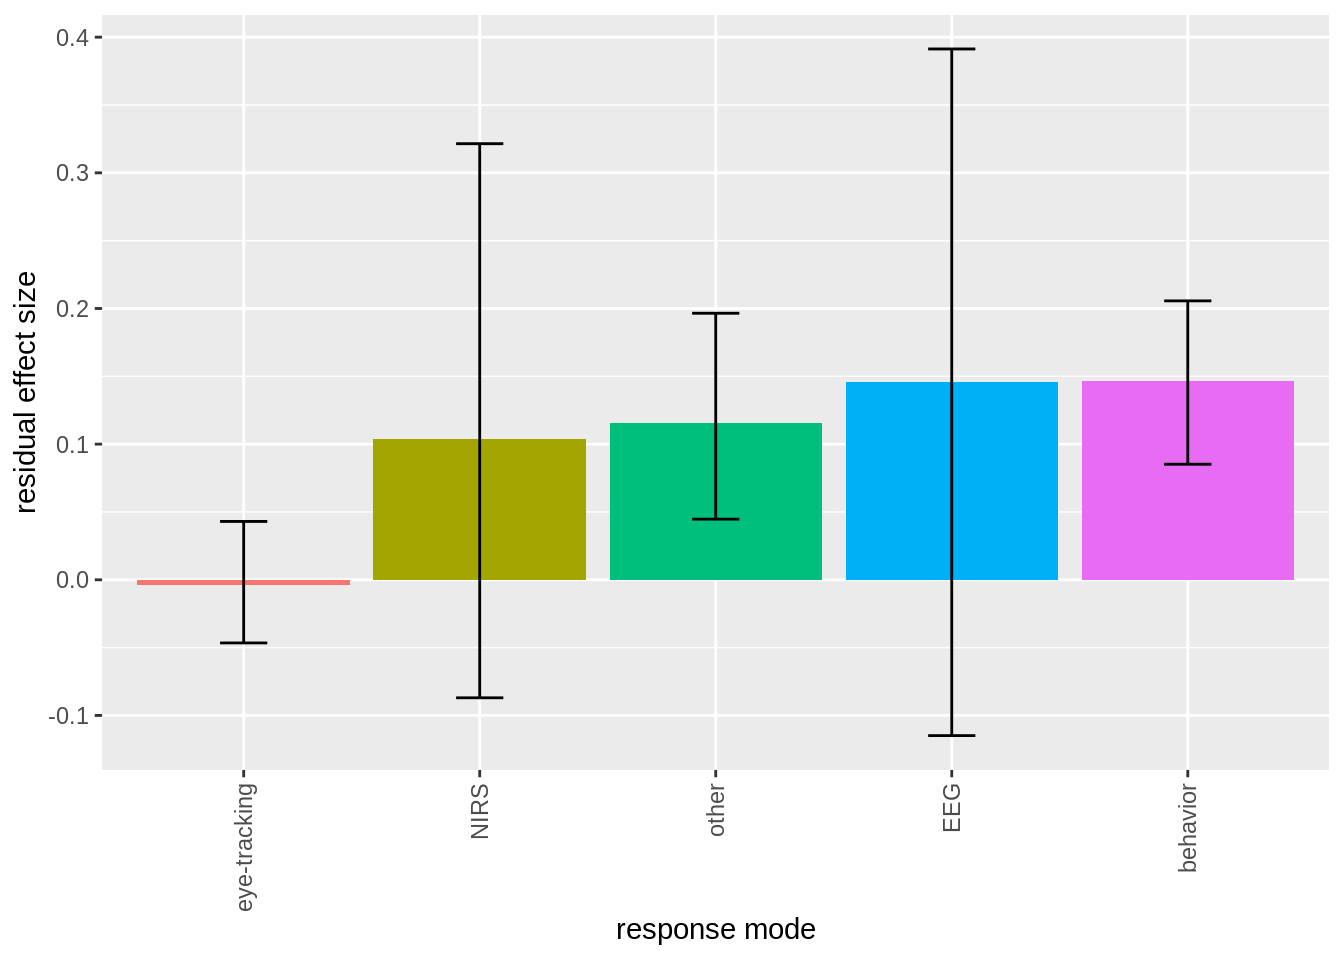 0.4
0.3
0.2
0.1
0.0
-0.1
residual effect size
eye-tracking
NIRS
other
EEG
behavior
response mode